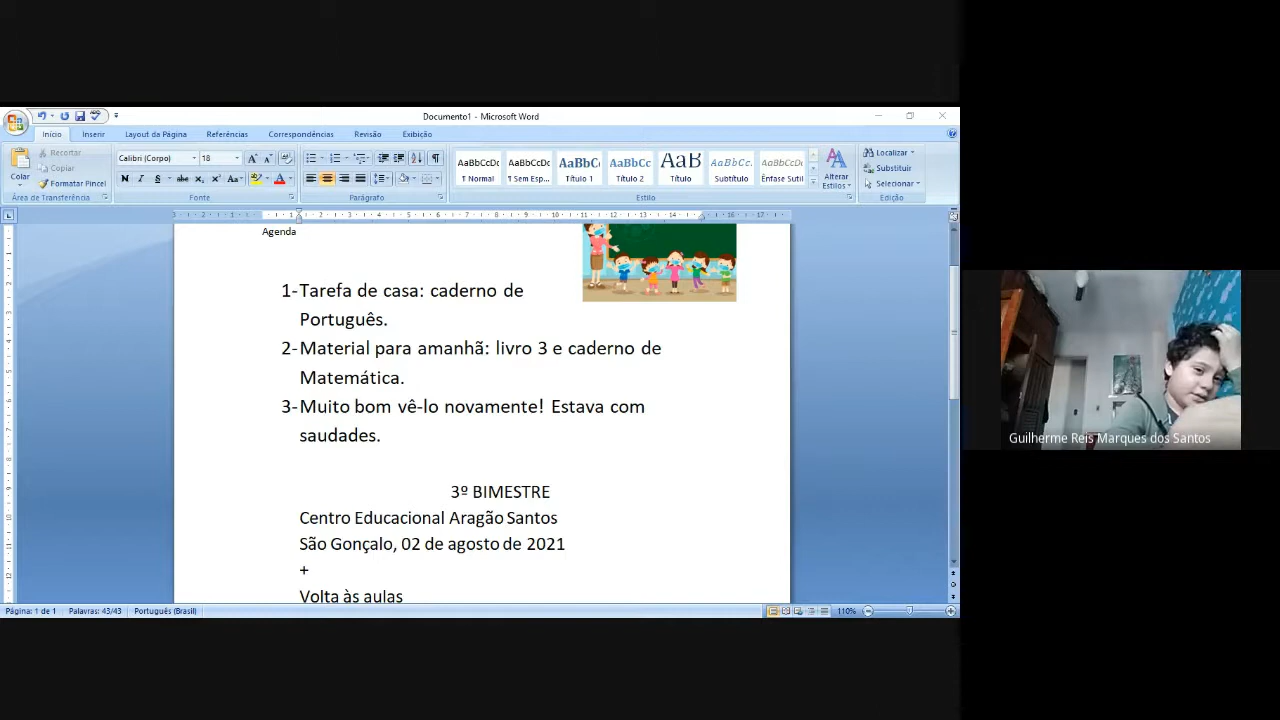 Documento1 - Microsoft Word
Início Inserir Layout da Página Referências Correspondências Revisão Exibição
Colar
Recortar
Copiar
Formatar Pincel
Área de Transferência
Calibri (Corpo) 18
Fonte
Parágrafo
AaBbCcDc AaBbCcDc AaBbC AaBbCc AaB AaBbCc. AaBbCcDc
¶ Normal ¶ Sem Esp... Título 1 Título 2 Título Subtítulo Ênfase Sutil
Alterar Estilos
Estilo
Localizar
Substituir
Selecionar
Edição
Agenda
1-Tarefa de casa: caderno de
Português.
2-Material para amanhã: livro 3 e caderno de
Matemática.
3-Muito bom vê-lo novamente! Estava com
saudades.
3º BIMESTRE
Centro Educacional Aragão Santos
São Gonçalo, 02 de agosto de 2021
+
Volta às aulas
Página: 1 de 1 Palavras: 43/43 Português (Brasil) 110%
Guilherme Reis Marques dos Santos